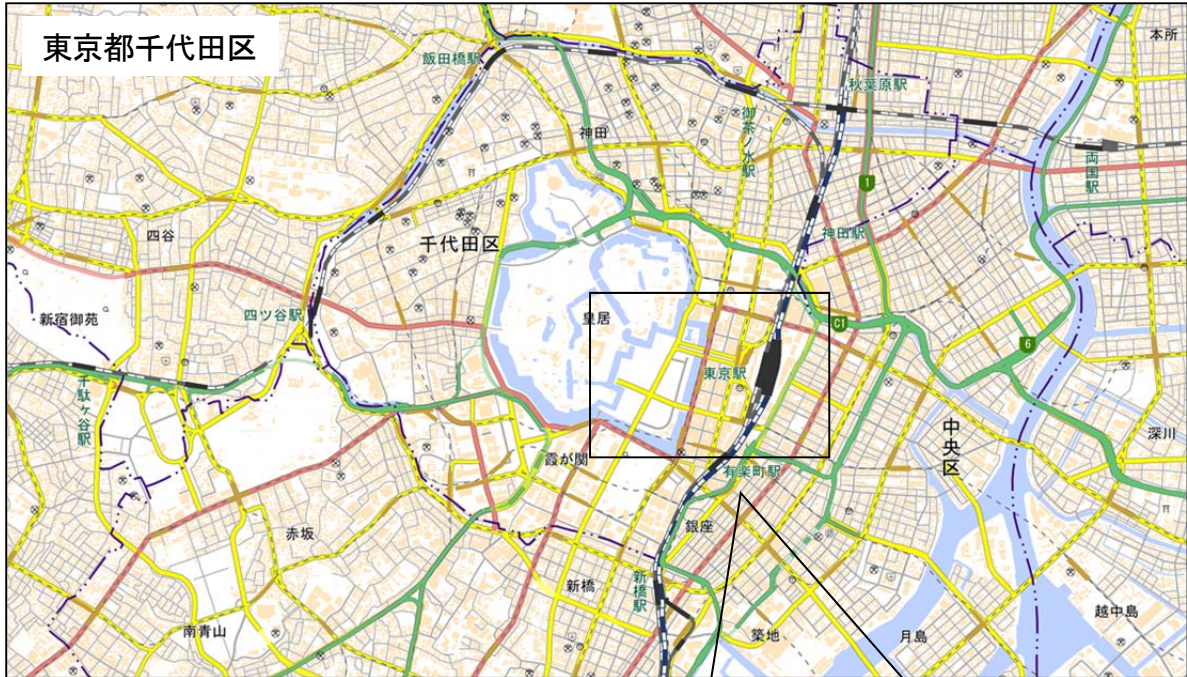 東京都千代田区
本所
飯田橋駅
秋葉原駅
御茶ノ水駅
神田
両国駅
1
神田駅
四谷
千代田区
新宿御苑
四ツ谷駅
皇居
C1
6
東京駅
千駄ヶ谷駅
中央区
深川
霞が関
有楽町駅
赤坂
銀座
新橋
新橋駅
築地
月島
越中島
南青山